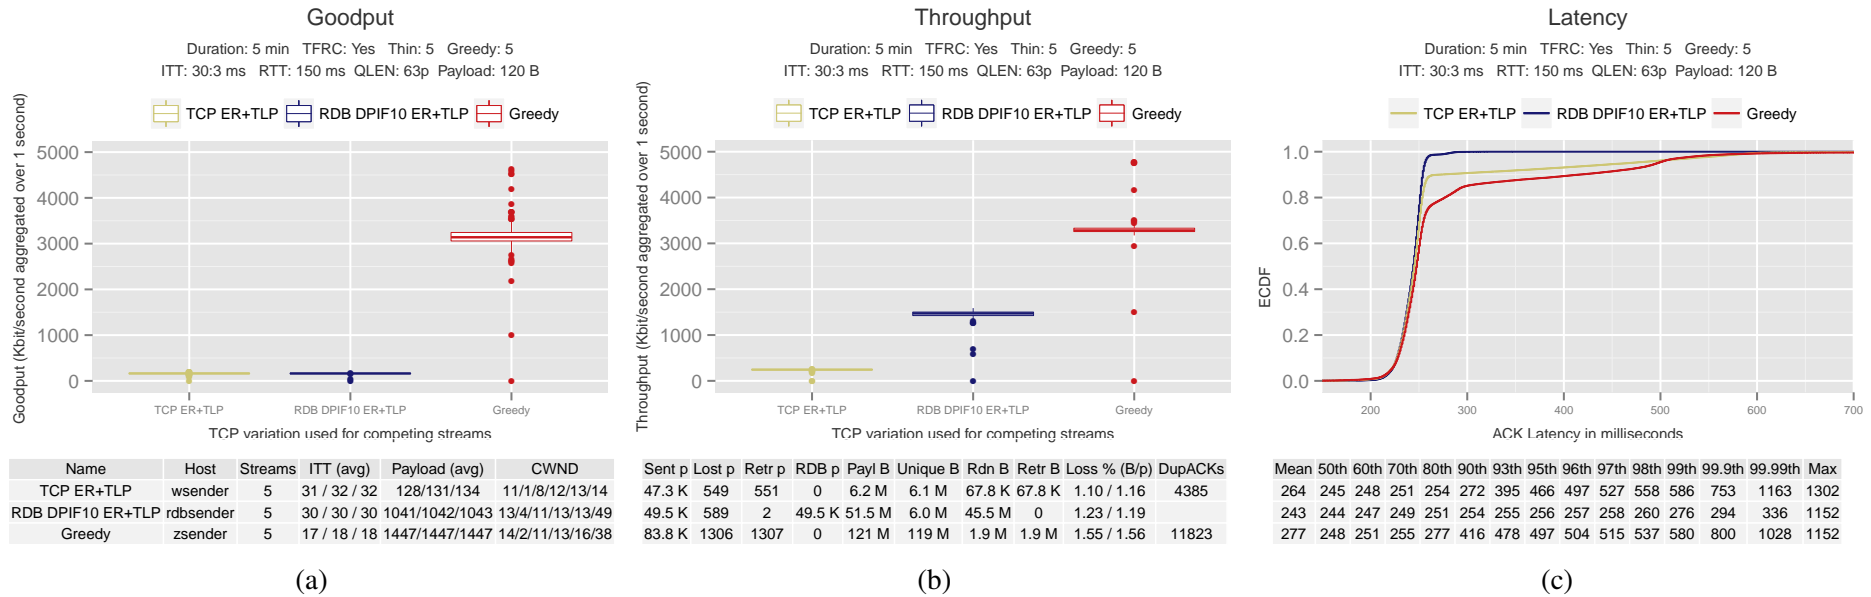 Goodput
Duration: 5 min TFRC: Yes Thin: 5 Greedy: 5
ITT: 30:3 ms RTT: 150 ms QLEN: 63p Payload: 120 B
TCP ER+TLP RDB DPIF10 ER+TLP Greedy
Goodput (Kbit/second aggregated over 1 second)
5000
4000
3000
2000
1000
0
TCP ER+TLP RDB DPIF10 ER+TLP Greedy
TCP variation used for competing streams
Name Host Streams ITT (avg) Payload (avg) CWND
TCP ER+TLP wsender 5 31 / 32 / 32 128/131/134 11/1/8/12/13/14
RDB DPIF10 ER+TLP rdbsender 5 30 / 30 / 30 1041/1042/1043 13/4/11/13/13/49
Greedy zsender 5 17 / 18 / 18 1447/1447/1447 14/2/11/13/16/38
(a)
Throughput
Duration: 5 min TFRC: Yes Thin: 5 Greedy: 5
ITT: 30:3 ms RTT: 150 ms QLEN: 63p Payload: 120 B
TCP ER+TLP RDB DPIF10 ER+TLP Greedy
Throughput (Kbit/second aggregated over 1 second)
5000
4000
3000
2000
1000
0
TCP ER+TLP RDB DPIF10 ER+TLP Greedy
TCP variation used for competing streams
Sent p Lost p Retr p RDB p Payl B Unique B Rdn B Retr B Loss % (B/p) DupACKs
47.3 K 549 551 0 6.2 M 6.1 M 67.8 K 67.8 K 1.10 / 1.16 4385
49.5 K 589 2 49.5 K 51.5 M 6.0 M 45.5 M 0 1.23 / 1.19
83.8 K 1306 1307 0 121 M 119 M 1.9 M 1.9 M 1.55 / 1.56 11823
(b)
Latency
Duration: 5 min TFRC: Yes Thin: 5 Greedy: 5
ITT: 30:3 ms RTT: 150 ms QLEN: 63p Payload: 120 B
TCP ER+TLP RDB DPIF10 ER+TLP Greedy
ECDF
1.0
0.8
0.6
0.4
0.2
0.0
200 300 400 500 600 700
ACK Latency in milliseconds
Mean 50th 60th 70th 80th 90th 93th 95th 96th 97th 98th 99th 99.9th 99.99th Max
264 245 248 251 254 272 395 466 497 527 558 586 753 1163 1302
243 244 247 249 251 254 255 256 257 258 260 276 294 336 1152
277 248 251 255 277 416 478 497 504 515 537 580 800 1028 1152
(c)